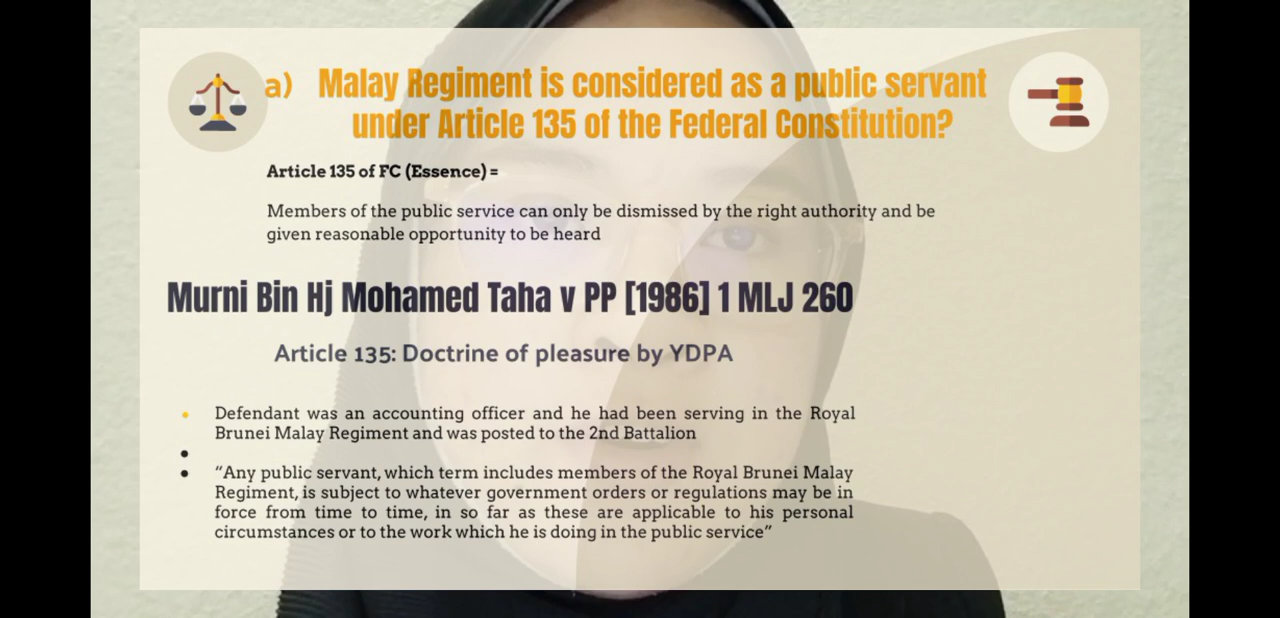 a) Malay Regiment is considered as a public servant
under Article 135 of the Federal Constitution?
Article 135 of FC (Essence) =
Members of the public service can only be dismissed by the right authority and be
given reasonable opportunity to be heard
Murni Bin Hj Mohamed Taha v PP [1986] 1 MLJ 260
Article 135: Doctrine of pleasure by YDPA
• Defendant was an accounting officer and he had been serving in the Royal
Brunei Malay Regiment and was posted to the 2nd Battalion
•
• “Any public servant, which term includes members of the Royal Brunei Malay
Regiment, is subject to whatever government orders or regulations may be in
force from time to time, in so far as these are applicable to his personal
circumstances or to the work which he is doing in the public service”